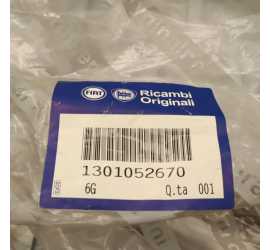 FIAT
Ricambi
Originali
1301052670
6G Q.ta 001